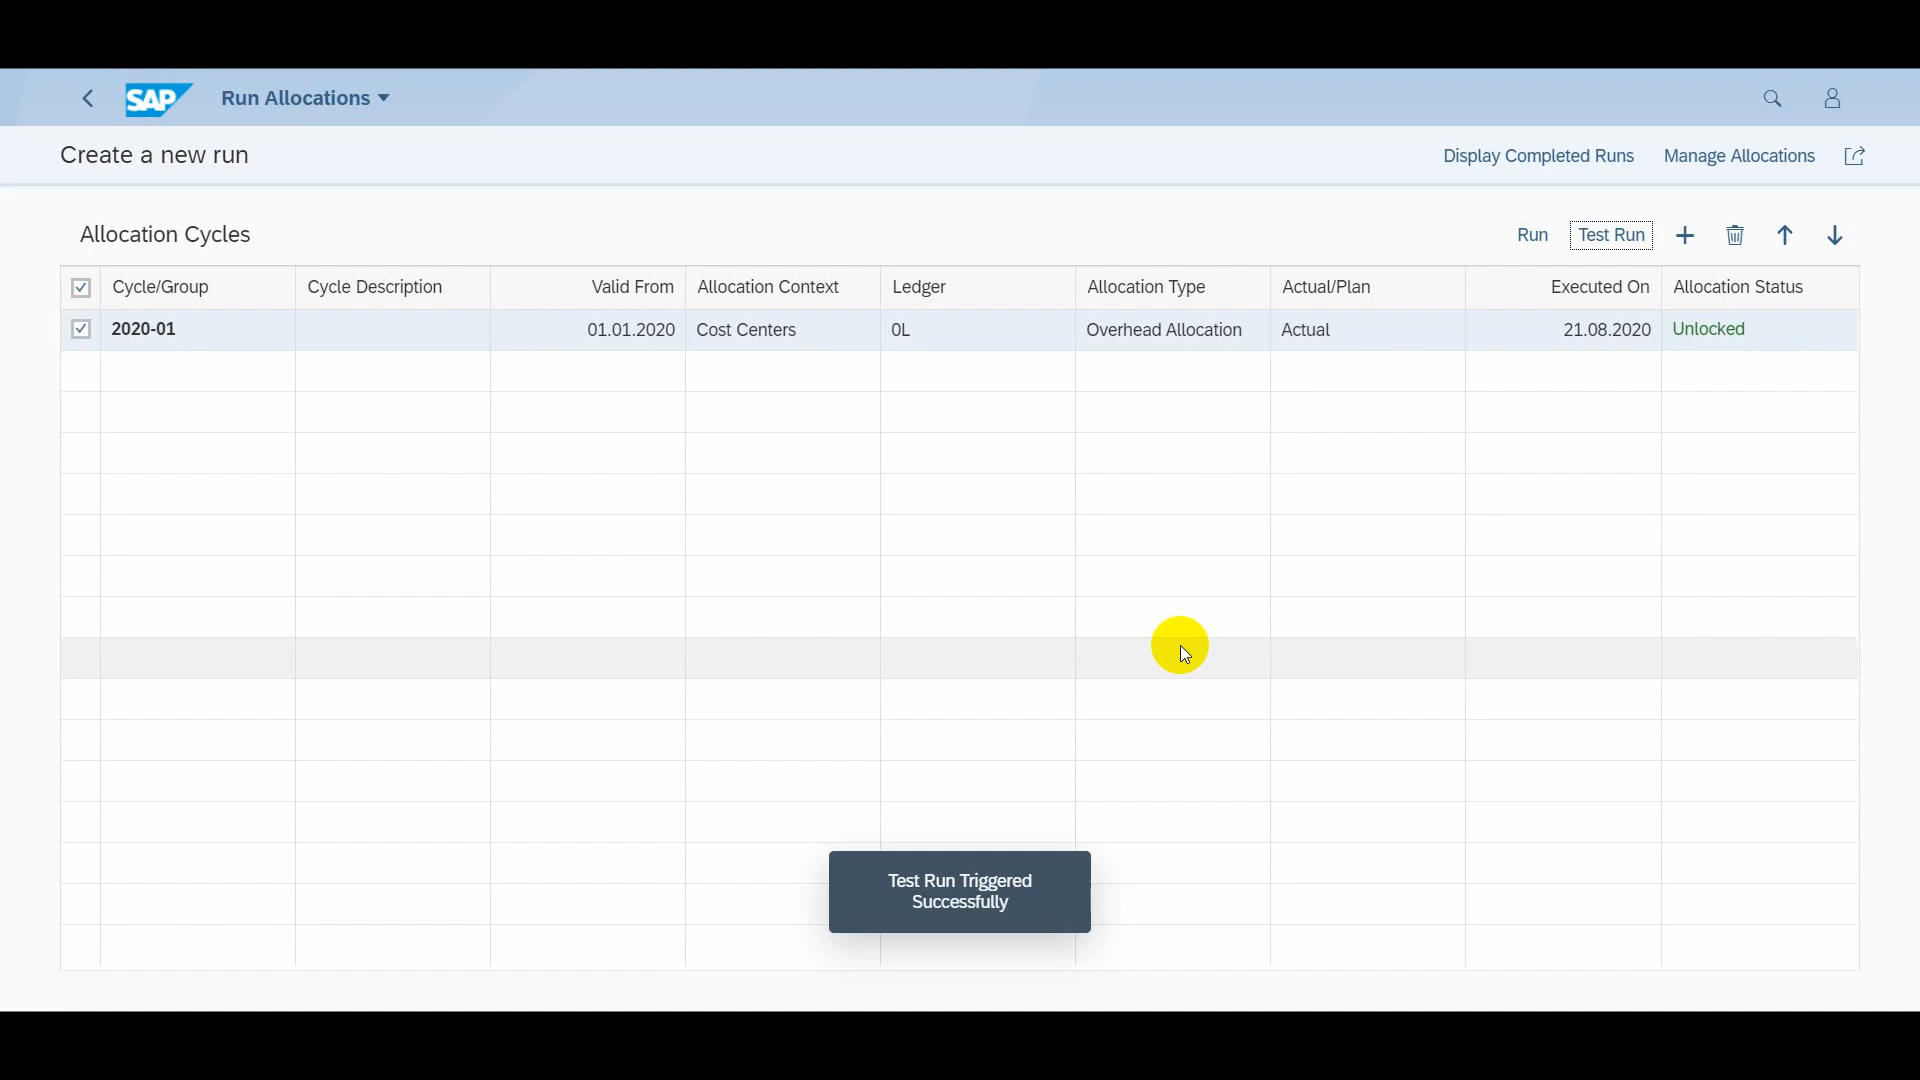 SAP Run Allocations
Create a new run
Display Completed Runs Manage Allocations
Allocation Cycles
Run Test Run
Cycle/Group Cycle Description Valid From Allocation Context Ledger Allocation Type Actual/Plan Executed On Allocation Status
2020-01 01.01.2020 Cost Centers 0L Overhead Allocation Actual 21.08.2020 Unlocked
Test Run Triggered
Successfully